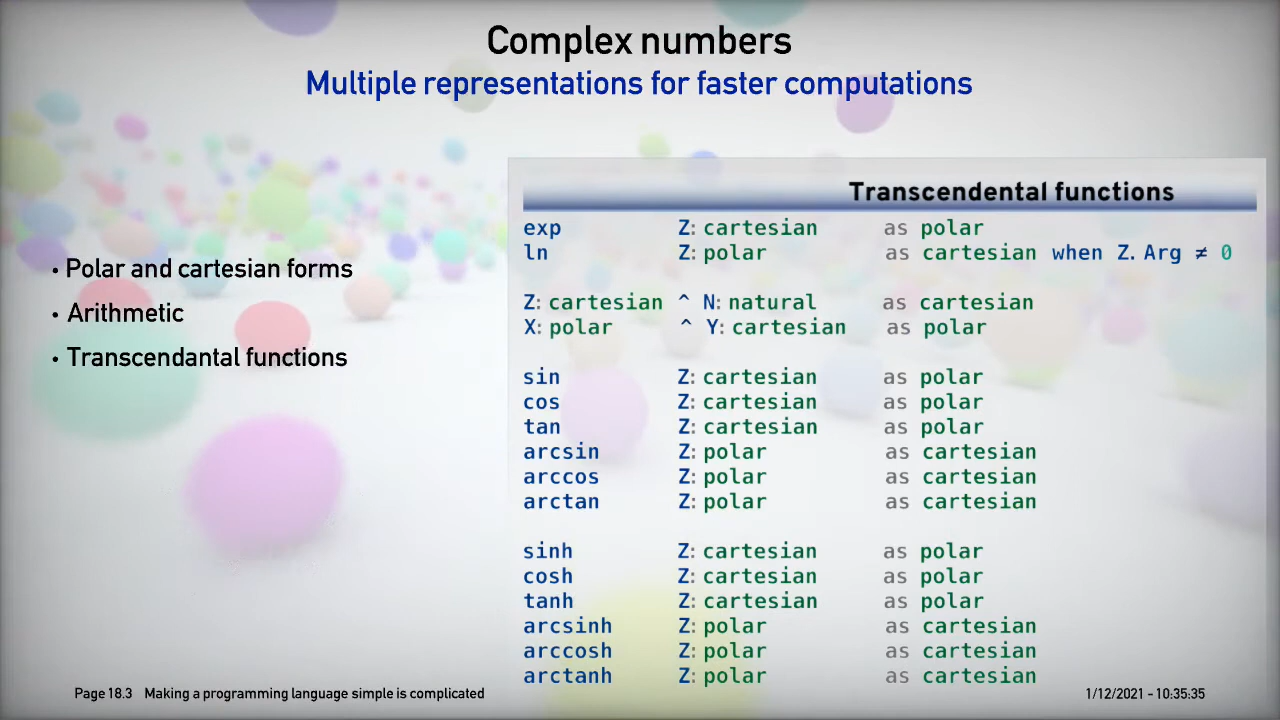 Complex numbers
Multiple representations for faster computations
• Polar and cartesian forms
• Arithmetic
• Transcendantal functions
Transcendental functions
exp Z: cartesian as polar
ln Z: polar as cartesian when Z. Arg ≠ 0
Z: cartesian ^ N: natural as cartesian
X: polar ^ Y: cartesian as polar
sin Z: cartesian as polar
cos Z: cartesian as polar
tan Z: cartesian as polar
arcsin Z: polar as cartesian
arccos Z: polar as cartesian
arctan Z: polar as cartesian
sinh Z: cartesian as polar
cosh Z: cartesian as polar
tanh Z: cartesian as polar
arcsinh Z: polar as cartesian
arccosh Z: polar as cartesian
arctanh Z: polar as cartesian
Page 18.3 Making a programming language simple is complicated 1/12/2021 - 10:35:35